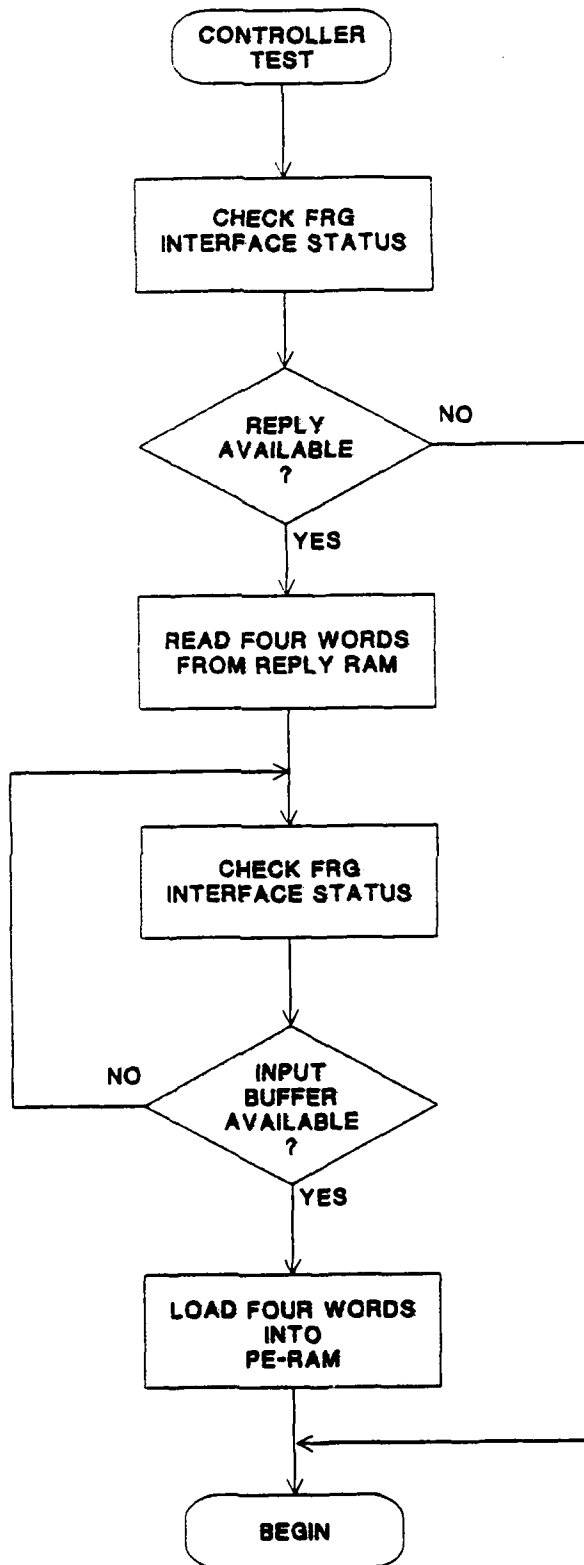 CONTROLLER
TEST
CHECK FRG
INTERFACE STATUS
REPLY
AVAILABLE
?
NO
YES
READ FOUR WORDS
FROM REPLY RAM
CHECK FRG
INTERFACE STATUS
NO
INPUT
BUFFER
AVAILABLE
?
YES
LOAD FOUR WORDS
INTO
PE-RAM
BEGIN